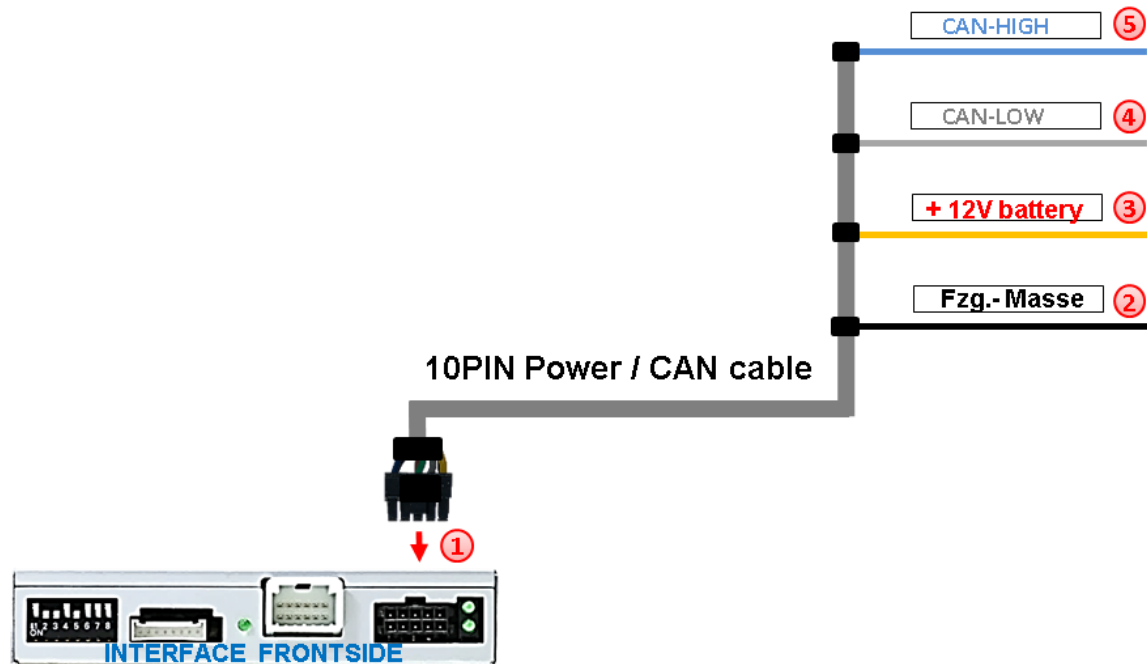 CAN-HIGH 5
CAN-LOW 4
+ 12V battery 3
Fzg.- Masse 2
10PIN Power / CAN cable
1
2 3 4 5 6 7 8
ON
INTERFACE FRONTSIDE